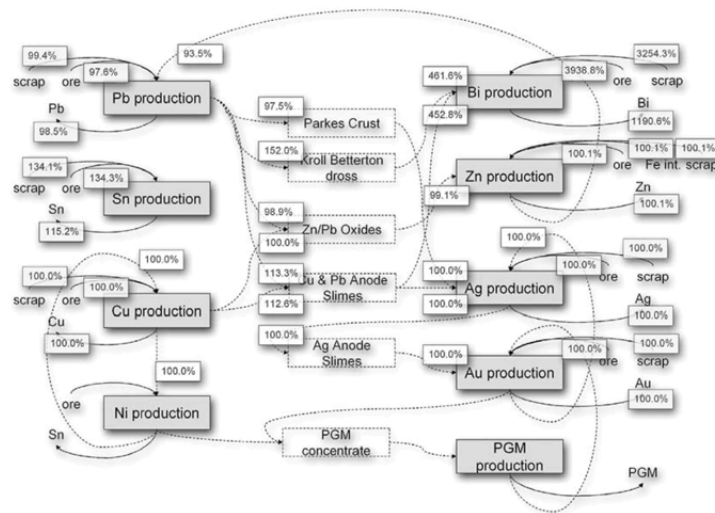 99.4%
93.5%
scrap
ore
97.6%
Pb production
Pb
98.5%
134.1%
scrap
ore
134.3%
Sn production
Sn
115.2%
100.0%
100.0%
scrap
ore
100.0%
Cu production
Cu
100.0%
100.0%
ore
Ni production
Sn
97.5%
Parkes Crust
152.0%
Kroll Betterton
dross
98.9%
Zn/Pb Oxides
100.0%
113.3%
Cu & Pb Anode
Slimes
112.6%
100.0%
Ag Anode
Slimes
PGM
concentrate
3254.3%
461.6%
3938.8%
ore
scrap
Bi production
452.8%
Bi
1190.6%
100.1%
100.1%
100.1%
ore
Fe int. scrap
Zn production
99.1%
Zn
100.1%
100.0%
100.0%
100.0%
100.0%
ore
scrap
Ag production
100.0%
Ag
100.0%
100.0%
100.0%
100.0%
ore
scrap
Au production
Au
100.0%
PGM
production
PGM